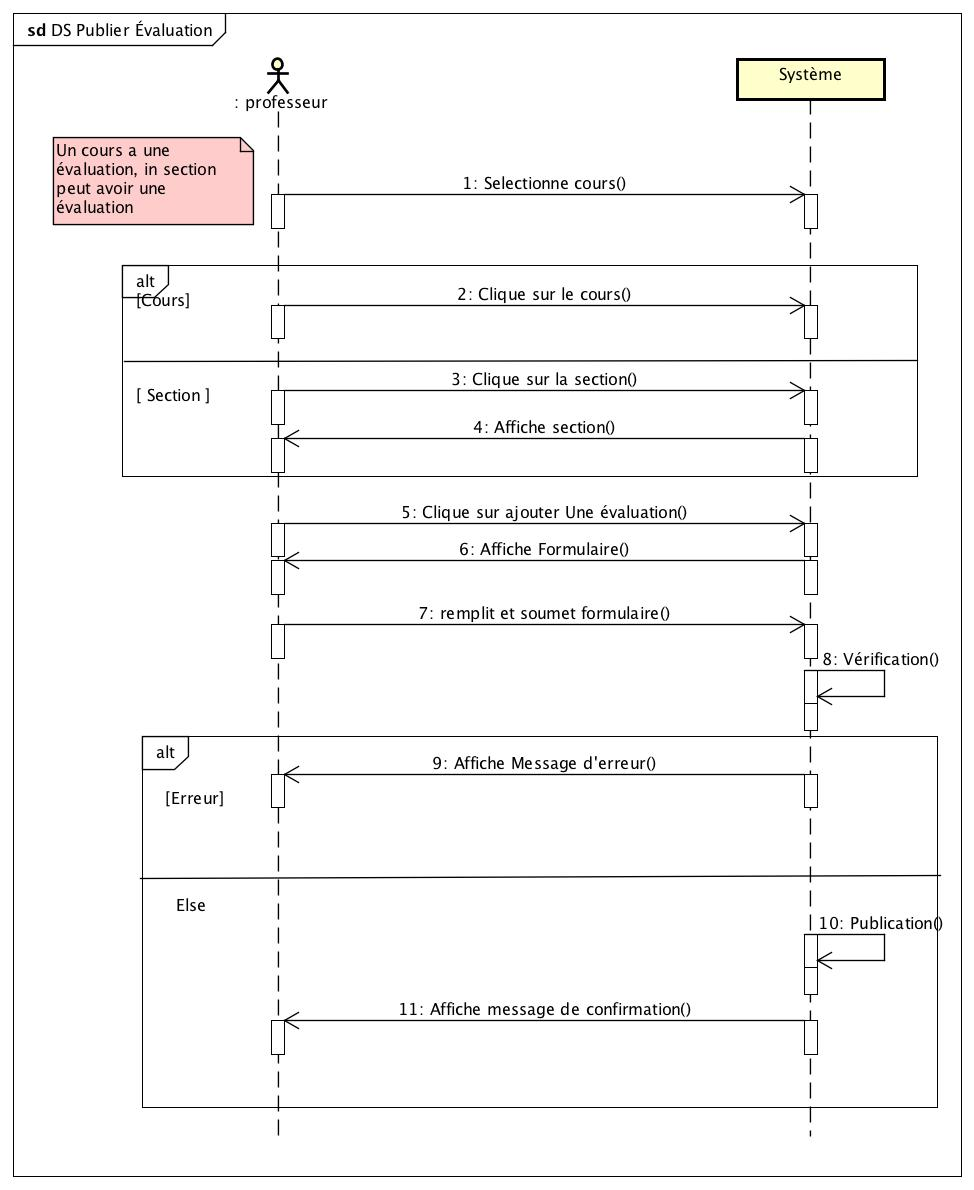 sd DS Publier Évaluation
: professeur
Système
Un cours a une
évaluation, in section
peut avoir une
évaluation
1: Selectionne cours()
alt
[Cours]
2: Clique sur le cours()
3: Clique sur la section()
[ Section ]
4: Affiche section()
5: Clique sur ajouter Une évaluation()
6: Affiche Formulaire()
7: remplit et soumet formulaire()
8: Vérification()
alt
9: Affiche Message d'erreur()
[Erreur]
Else
10: Publication()
11: Affiche message de confirmation()